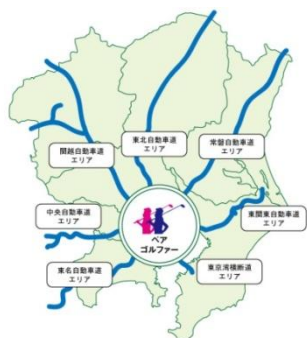 東北自動車道
エリア
常磐自動車道
エリア
関越自動車道
エリア
中央自動車道
エリア
ペア
ゴルファー
東関東自動車道
エリア
東名自動車道
エリア
東京湾横断道
エリア